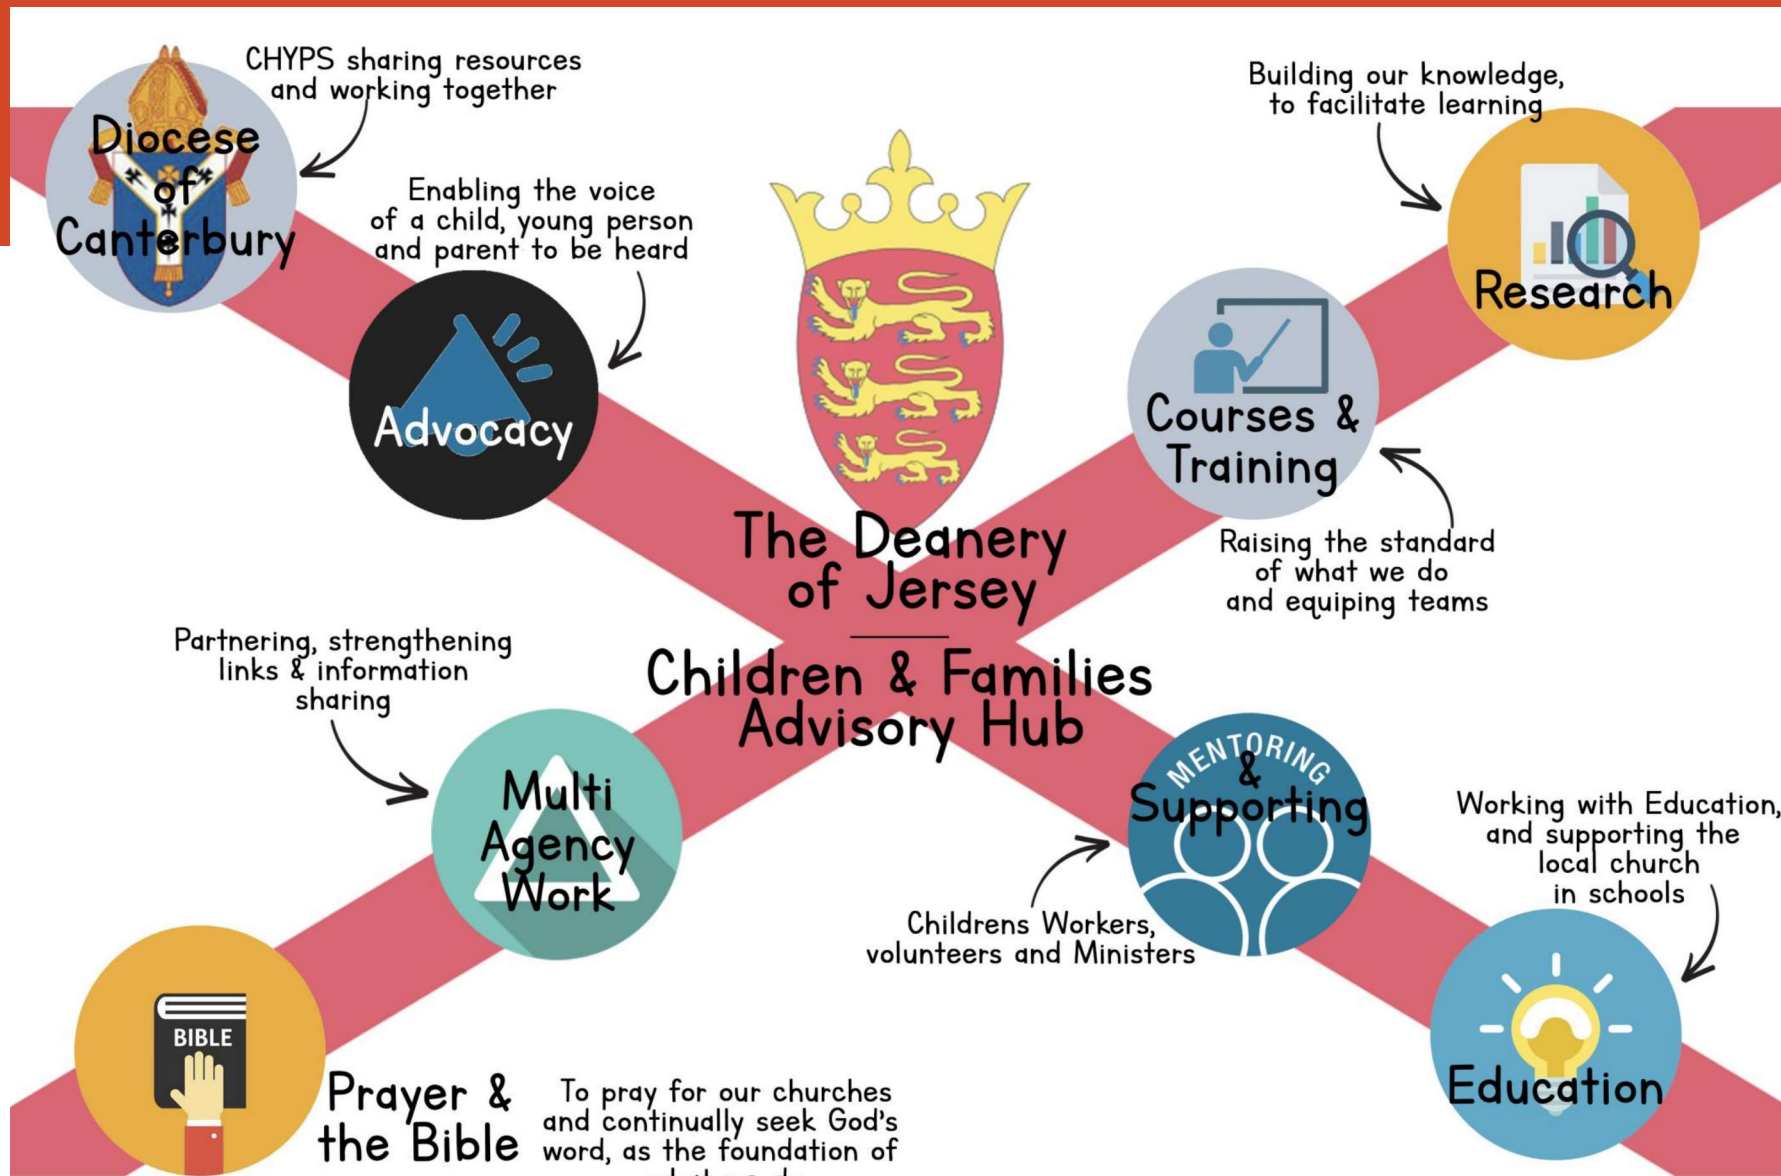 CHYPS sharing resources
and working together
Diocese
of
Canterbury
Enabling the voice
of a child, young person
and parent to be heard
Advocacy
Building our knowledge,
to facilitate learning
Research
Courses &
Training
Raising the standard
of what we do
and equiping teams
The Deanery
of Jersey
Children & Families
Advisory Hub
Partnering, strengthening
links & information
sharing
Multi
Agency
Work
MENTORING
&
Supporting
Childrens Workers,
volunteers and Ministers
Working with Education,
and supporting the
local church
in schools
Education
BIBLE
Prayer &
the Bible
To pray for our churches
and continually seek God's
word, as the foundation of